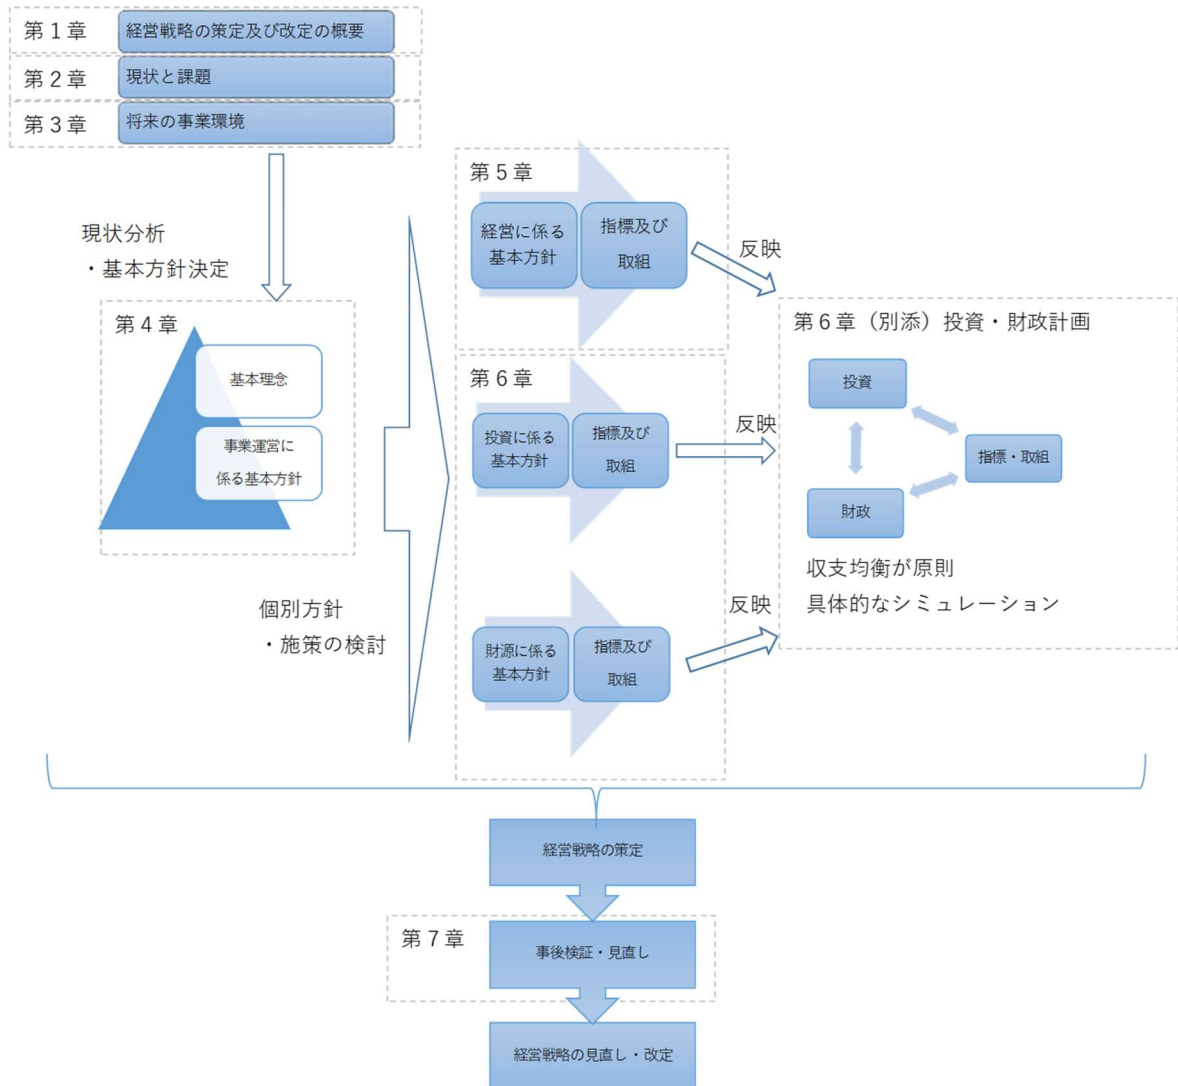 第1章
経営戦略の策定及び改定の概要
第2章
現状と課題
第3章
将来の事業環境
現状分析
・基本方針決定
第4章
基本理念
事業運営に
係る基本方針
個別方針
・施策の検討
第5章
経営に係る
基本方針
指標及び
取組
反映
第6章
投資に係る
基本方針
指標及び
取組
反映
財源に係る
基本方針
指標及び
取組
反映
第6章（別添）投資・財政計画
投資
指標・取組
財政
収支均衡が原則
具体的なシミュレーション
経営戦略の策定
第7章
事後検証・見直し
経営戦略の見直し・改定